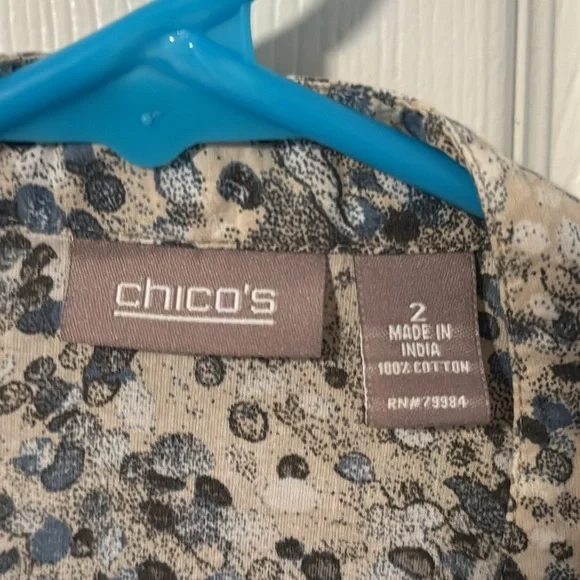 chico's
2
MADE IN
INDIA
100% COTTON
RN#79984